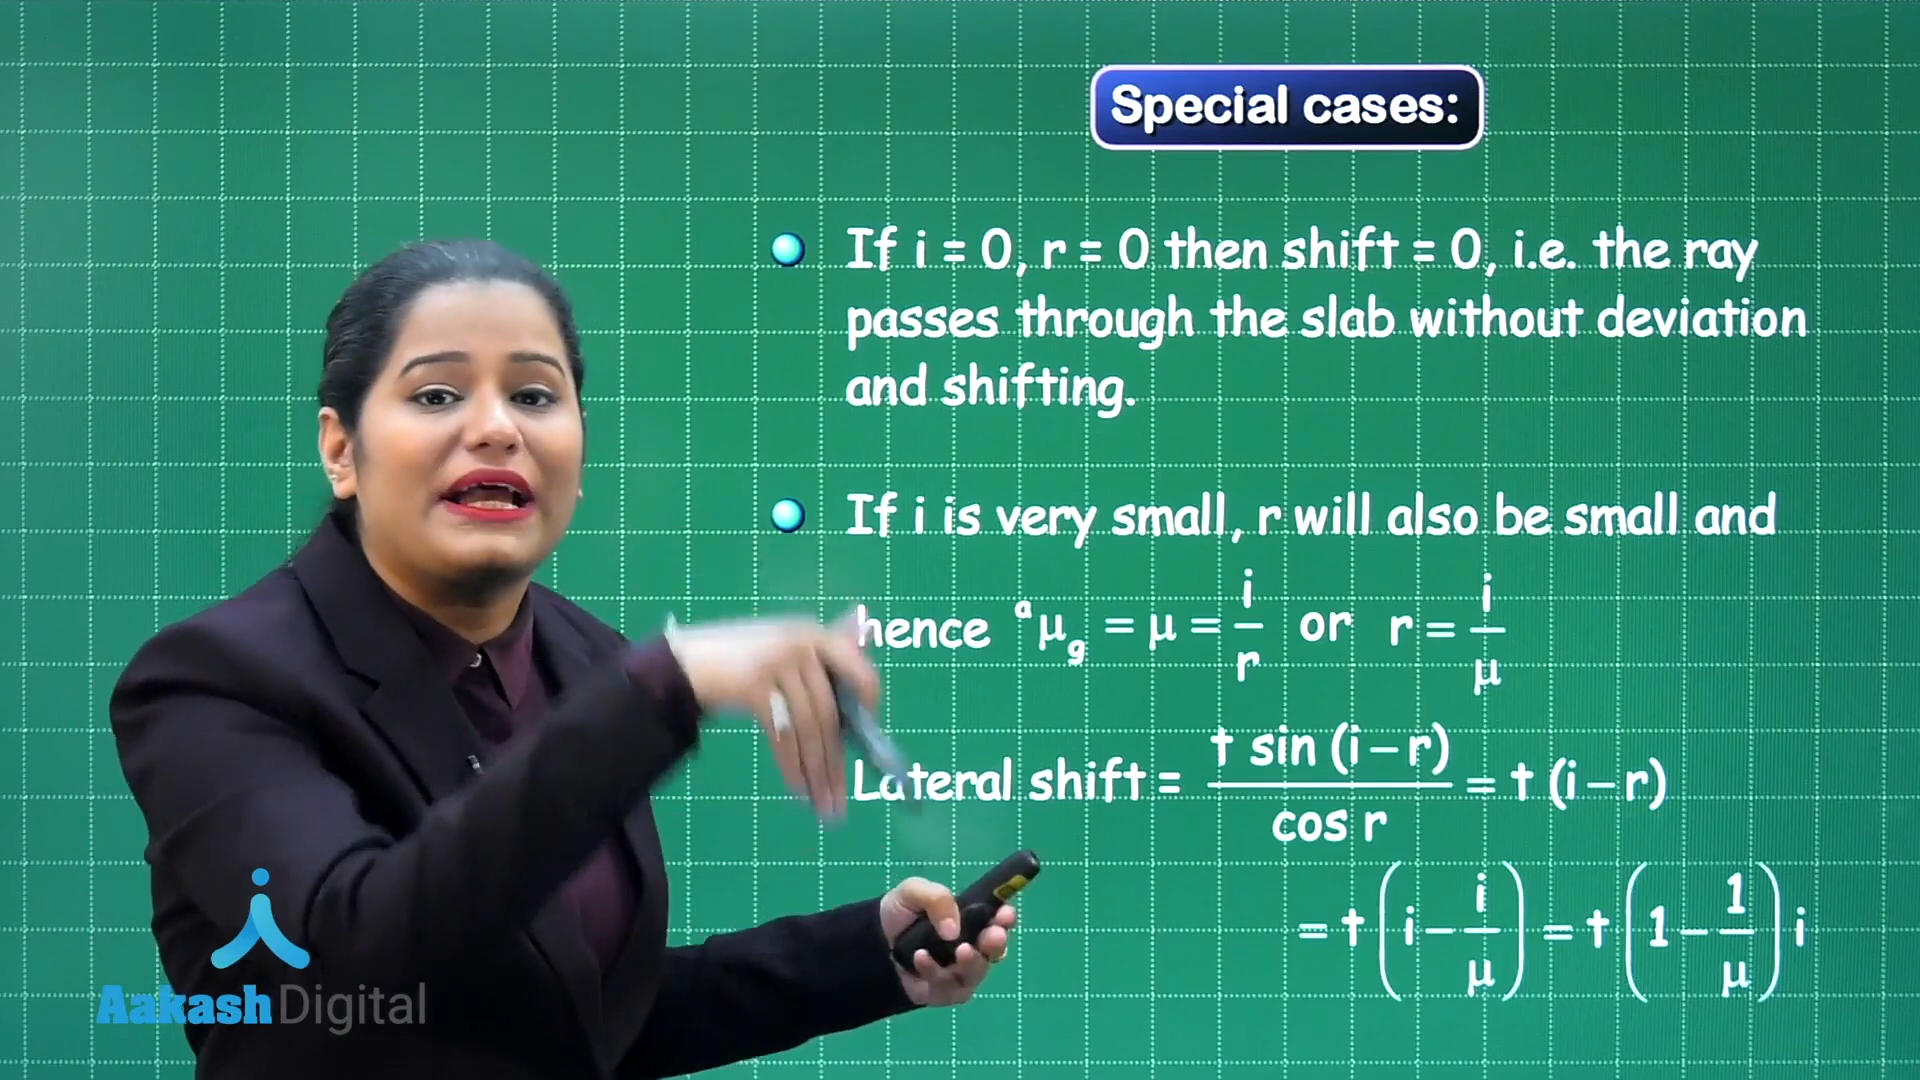 Special cases:
If i = 0, r = 0 then shift = 0, i.e. the ray
passes through the slab without deviation
and shifting.
If i is very small, r will also be small and
hence ᵃμ_g = μ = i/r or r = i/μ
Lateral shift = t sin (i – r) / cos r = t (i – r)
= t (i – i/μ) = t (1 – 1/μ) i
Aakash Digital